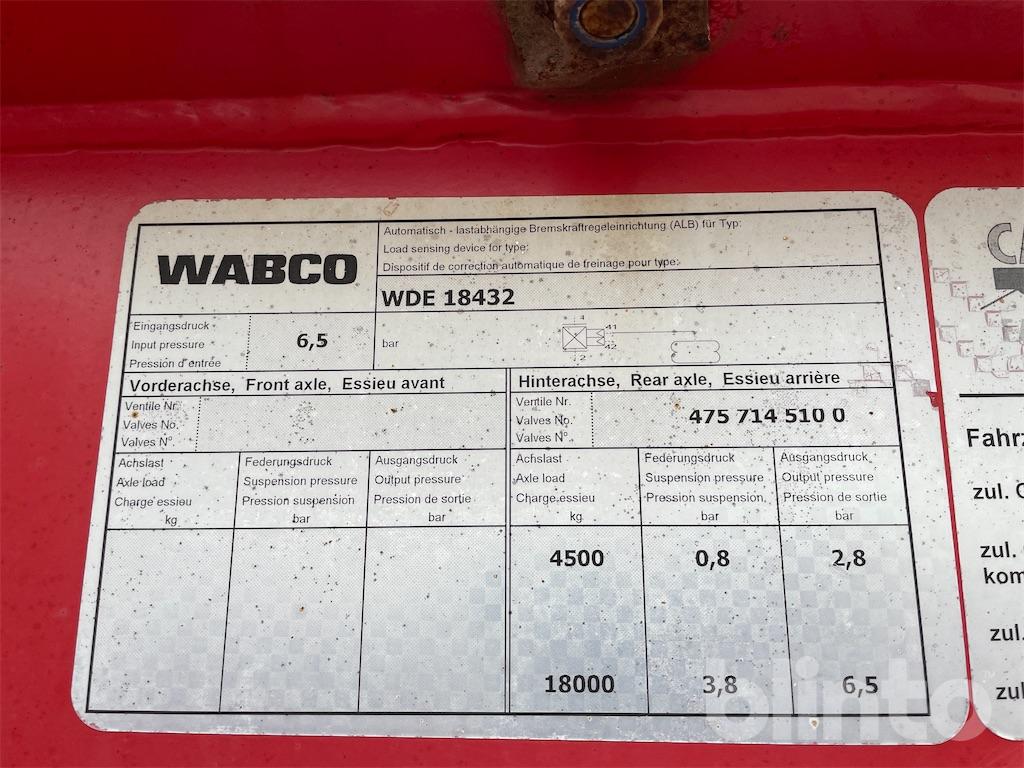 WABCO
Automatisch - lastabhängige Bremskraftregeleinrichtung (ALB) für Typ:
Load sensing device for type:
Dispositif de correction automatique de freinage pour type:
WDE 18432
Eingangsdruck
Input pressure
Pression d'entrée
6,5
bar
4
41
42
2
Vorderachse, Front axle, Essieu avant
Hinterachse, Rear axle, Essieu arrière
Ventile Nr.
Valves No.
Valves N°
Ventile Nr.
Valves No.
Valves N°
475 714 510 0
Achslast
Axle load
Charge essieu
kg
Federungsdruck
Suspension pressure
Pression suspension
bar
Ausgangsdruck
Output pressure
Pression de sortie
bar
Achslast
Axle load
Charge essieu
kg
Federungsdruck
Suspension pressure
Pression suspension
bar
Ausgangsdruck
Output pressure
Pression de sortie
bar
4500 0,8 2,8
18000 3,8 6,5
Fahrz
zul. G
zul.
kom
zul.
zul
blinto